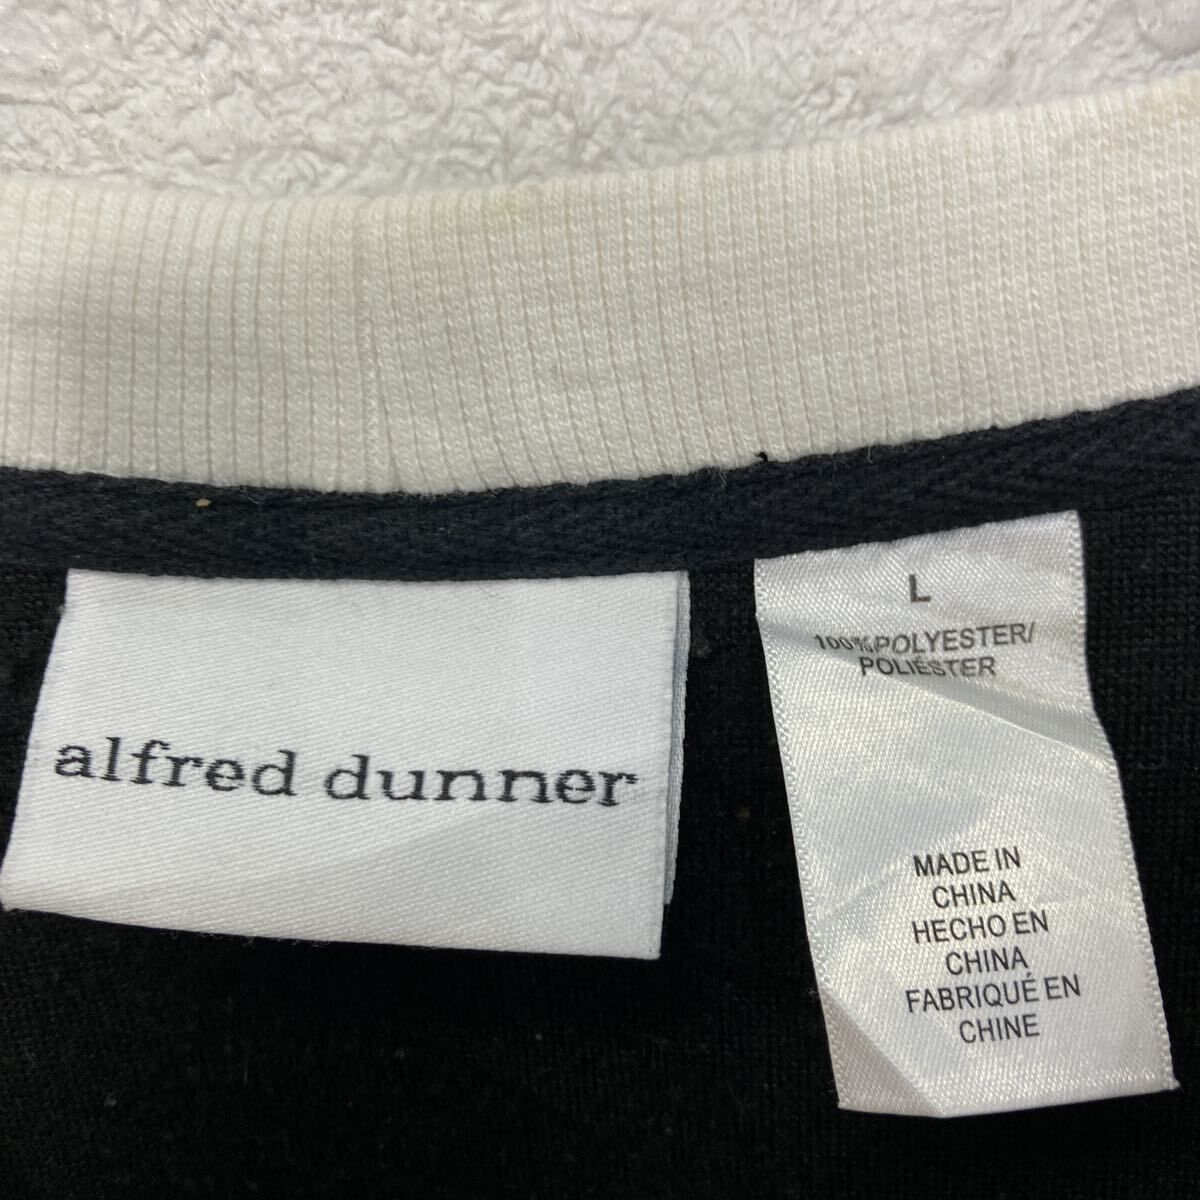 alfred dunner
L
100% POLYESTER/
POLIÉSTER
MADE IN
CHINA
HECHO EN
CHINA
FABRIQUÉ EN
CHINE